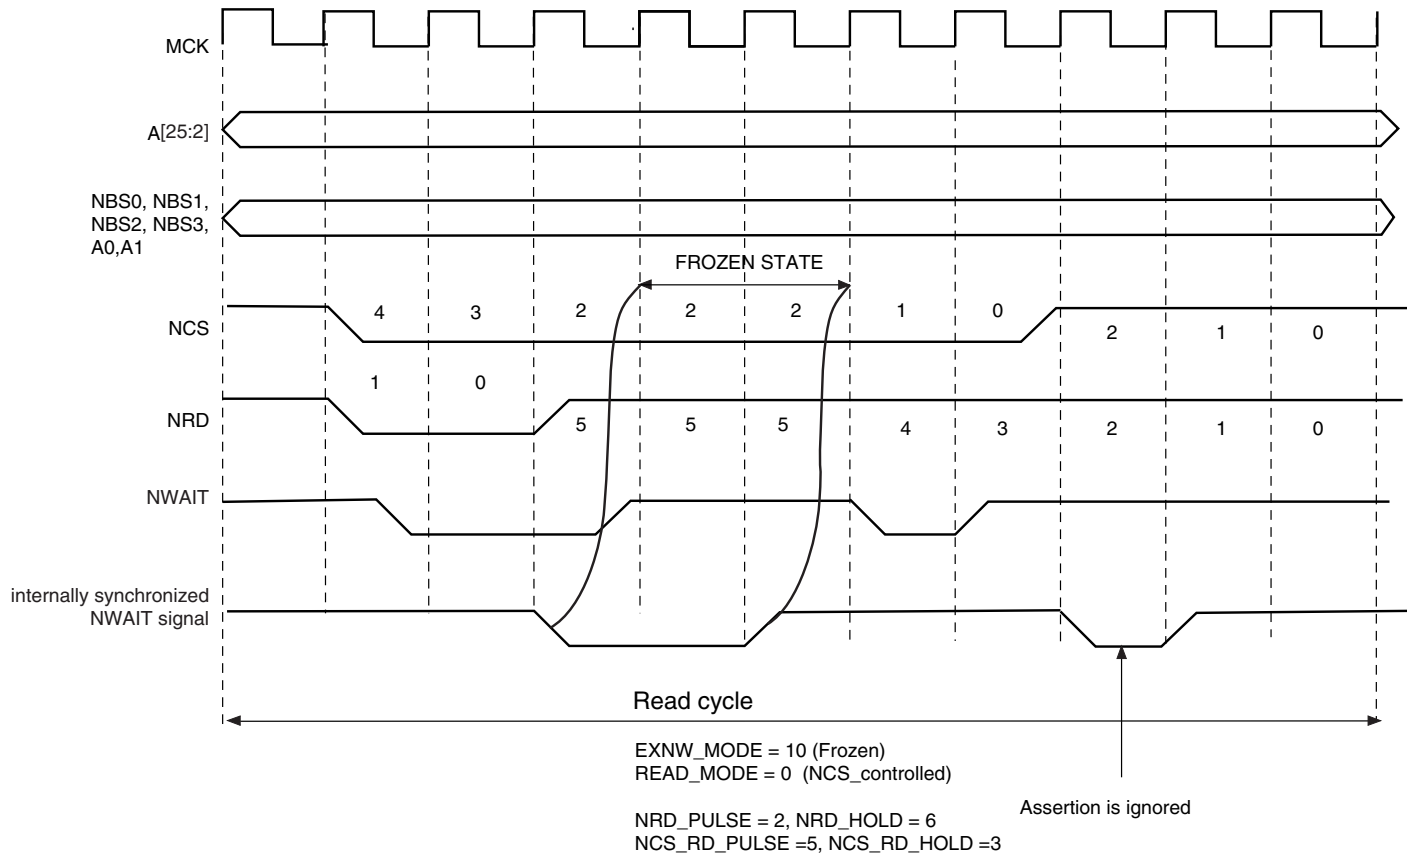 MCK
A[25:2]
NBS0, NBS1,
NBS2, NBS3,
A0,A1
FROZEN STATE
NCS
4 3 2 2 2 1 0
2 1 0
1 0
NRD
5 5 5 4 3 2 1 0
NWAIT
internally synchronized
NWAIT signal
Read cycle
EXNW_MODE = 10 (Frozen)
READ_MODE = 0 (NCS_controlled)
Assertion is ignored
NRD_PULSE = 2, NRD_HOLD = 6
NCS_RD_PULSE =5, NCS_RD_HOLD =3